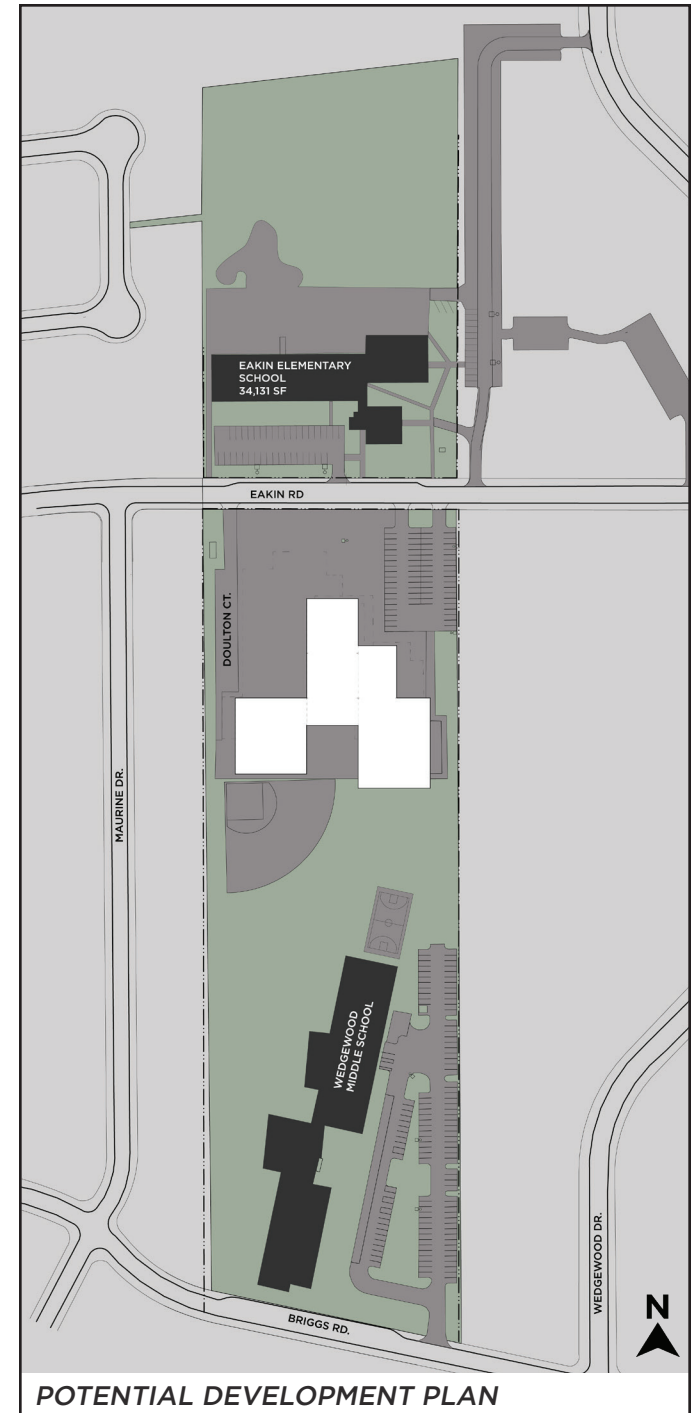 EAKIN ELEMENTARY
SCHOOL
34,131 SF
EAKIN RD
DOULTON CT.
MAURINE DR.
WEDGEWOOD
MIDDLE SCHOOL
WEDGEWOOD DR.
BRIGGS RD.
N
POTENTIAL DEVELOPMENT PLAN